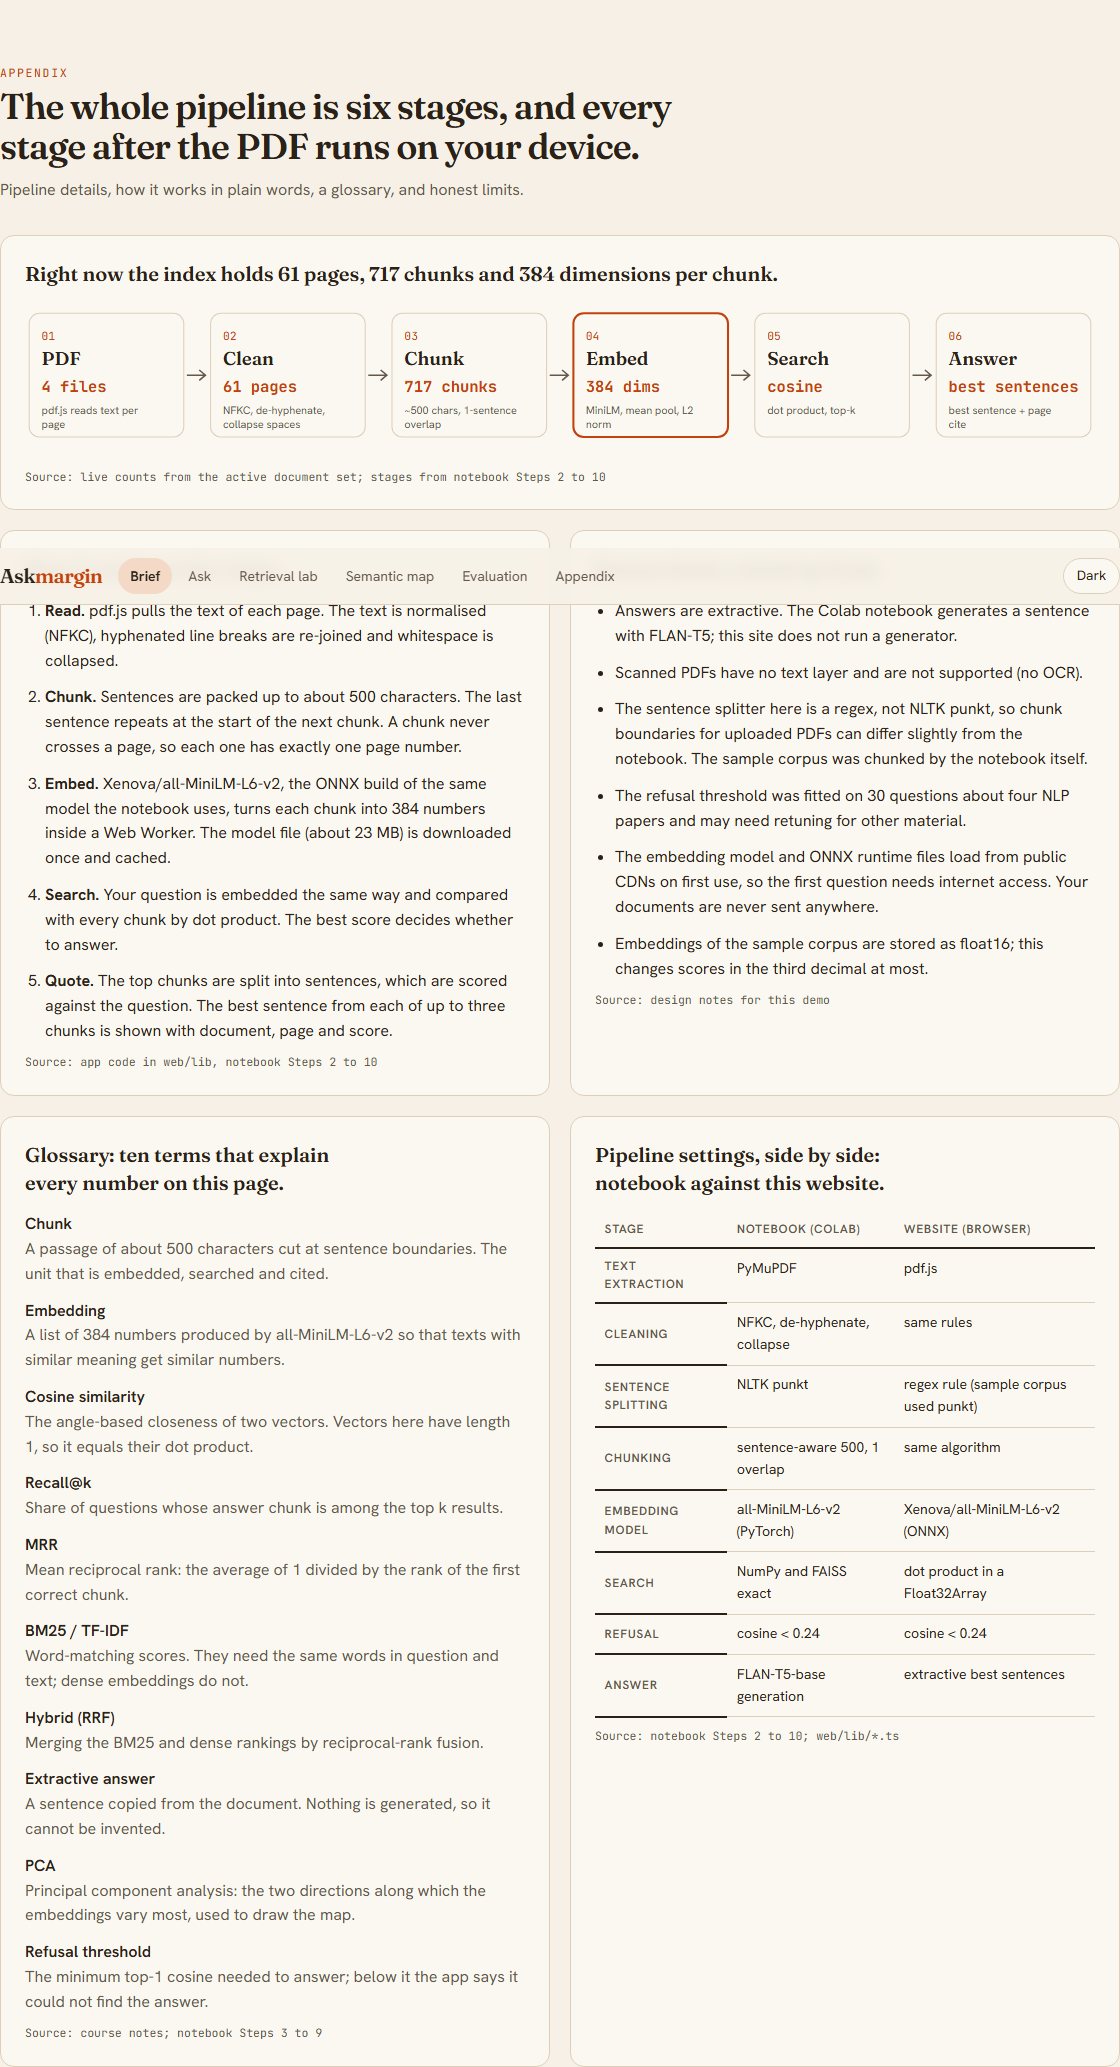 APPENDIX
The whole pipeline is six stages, and every
stage after the PDF runs on your device.
Pipeline details, how it works in plain words, a glossary, and honest limits.
Right now the index holds 61 pages, 717 chunks and 384 dimensions per chunk.
01
PDF
4 files
pdf.js reads text per
page
02
Clean
61 pages
NFKC, de-hyphenate,
collapse spaces
03
Chunk
717 chunks
~500 chars, 1-sentence
overlap
04
Embed
384 dims
MiniLM, mean pool, L2
norm
05
Search
cosine
dot product, top-k
06
Answer
best sentences
best sentence + page
cite
Source: live counts from the active document set; stages from notebook Steps 2 to 10
Askmargin
Brief
Ask
Retrieval lab
Semantic map
Evaluation
Appendix
Dark
1. Read. pdf.js pulls the text of each page. The text is normalised
(NFKC), hyphenated line breaks are re-joined and whitespace is
collapsed.
2. Chunk. Sentences are packed up to about 500 characters. The last
sentence repeats at the start of the next chunk. A chunk never
crosses a page, so each one has exactly one page number.
3. Embed. Xenova/all-MiniLM-L6-v2, the ONNX build of the same
model the notebook uses, turns each chunk into 384 numbers
inside a Web Worker. The model file (about 23 MB) is downloaded
once and cached.
4. Search. Your question is embedded the same way and compared
with every chunk by dot product. The best score decides whether
to answer.
5. Quote. The top chunks are split into sentences, which are scored
against the question. The best sentence from each of up to three
chunks is shown with document, page and score.
Source: app code in web/lib, notebook Steps 2 to 10
• Answers are extractive. The Colab notebook generates a sentence
with FLAN-T5; this site does not run a generator.
• Scanned PDFs have no text layer and are not supported (no OCR).
• The sentence splitter here is a regex, not NLTK punkt, so chunk
boundaries for uploaded PDFs can differ slightly from the
notebook. The sample corpus was chunked by the notebook itself.
• The refusal threshold was fitted on 30 questions about four NLP
papers and may need retuning for other material.
• The embedding model and ONNX runtime files load from public
CDNs on first use, so the first question needs internet access. Your
documents are never sent anywhere.
• Embeddings of the sample corpus are stored as float16; this
changes scores in the third decimal at most.
Source: design notes for this demo
Glossary: ten terms that explain
every number on this page.
Chunk
A passage of about 500 characters cut at sentence boundaries. The
unit that is embedded, searched and cited.
Embedding
A list of 384 numbers produced by all-MiniLM-L6-v2 so that texts with
similar meaning get similar numbers.
Cosine similarity
The angle-based closeness of two vectors. Vectors here have length
1, so it equals their dot product.
Recall@k
Share of questions whose answer chunk is among the top k results.
MRR
Mean reciprocal rank: the average of 1 divided by the rank of the first
correct chunk.
BM25 / TF-IDF
Word-matching scores. They need the same words in question and
text; dense embeddings do not.
Hybrid (RRF)
Merging the BM25 and dense rankings by reciprocal-rank fusion.
Extractive answer
A sentence copied from the document. Nothing is generated, so it
cannot be invented.
PCA
Principal component analysis: the two directions along which the
embeddings vary most, used to draw the map.
Refusal threshold
The minimum top-1 cosine needed to answer; below it the app says it
could not find the answer.
Source: course notes; notebook Steps 3 to 9
Pipeline settings, side by side:
notebook against this website.
STAGE NOTEBOOK (COLAB) WEBSITE (BROWSER)
TEXT
EXTRACTION
PyMuPDF
pdf.js
CLEANING
NFKC, de-hyphenate,
collapse
same rules
SENTENCE
SPLITTING
NLTK punkt
regex rule (sample corpus
used punkt)
CHUNKING
sentence-aware 500, 1
overlap
same algorithm
EMBEDDING
MODEL
all-MiniLM-L6-v2
(PyTorch)
Xenova/all-MiniLM-L6-v2
(ONNX)
SEARCH
NumPy and FAISS
exact
dot product in a
Float32Array
REFUSAL
cosine < 0.24
cosine < 0.24
ANSWER
FLAN-T5-base
generation
extractive best sentences
Source: notebook Steps 2 to 10; web/lib/*.ts